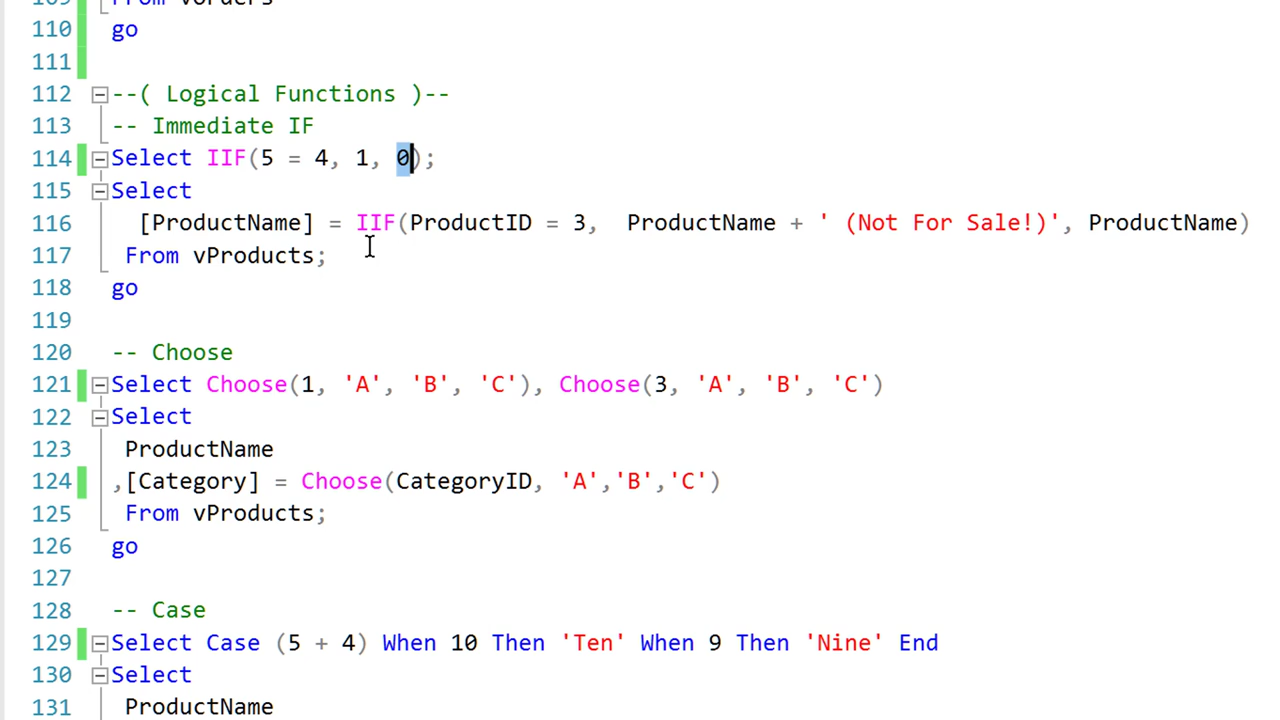 109 From vOrders
110 go
111
112 --( Logical Functions )--
113 -- Immediate IF
114 Select IIF(5 = 4, 1, 0);
115 Select
116 [ProductName] = IIF(ProductID = 3,  ProductName + ' (Not For Sale!)', ProductName)
117 From vProducts;
118 go
119
120 -- Choose
121 Select Choose(1, 'A', 'B', 'C'), Choose(3, 'A', 'B', 'C')
122 Select
123 ProductName
124 ,[Category] = Choose(CategoryID, 'A','B','C')
125 From vProducts;
126 go
127
128 -- Case
129 Select Case (5 + 4) When 10 Then 'Ten' When 9 Then 'Nine' End
130 Select
131 ProductName